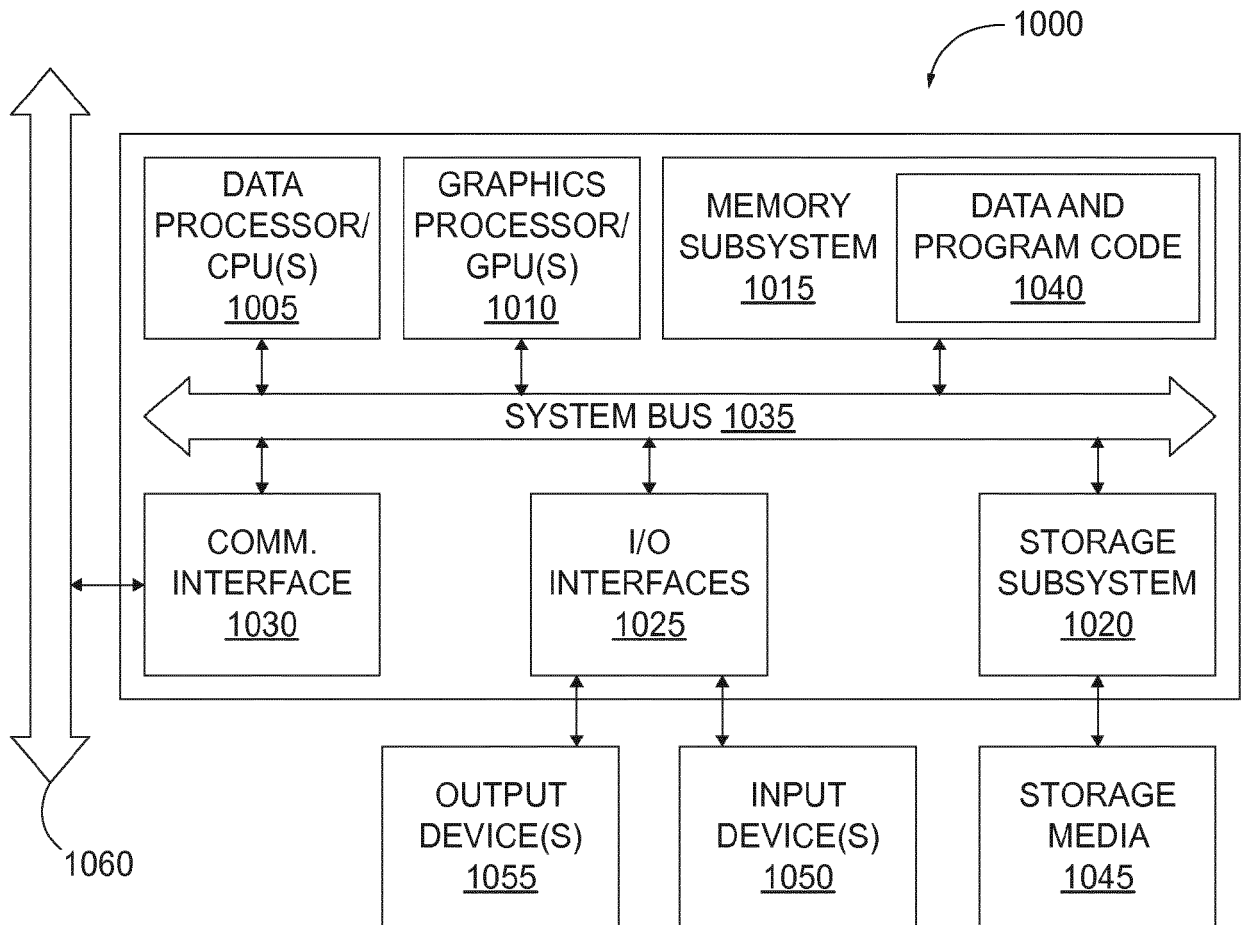 1000
DATA
PROCESSOR/
CPU(S)
1005
GRAPHICS
PROCESSOR/
GPU(S)
1010
MEMORY
SUBSYSTEM
1015
DATA AND
PROGRAM CODE
1040
SYSTEM BUS 1035
COMM.
INTERFACE
1030
I/O
INTERFACES
1025
STORAGE
SUBSYSTEM
1020
OUTPUT
DEVICE(S)
1055
INPUT
DEVICE(S)
1050
STORAGE
MEDIA
1045
1060